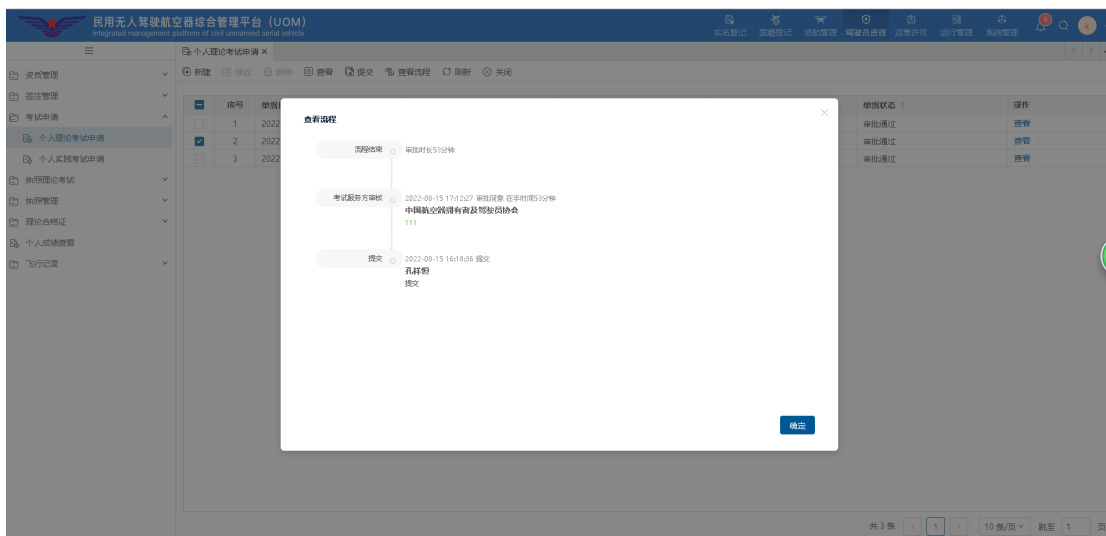 民用无人驾驶航空器综合管理平台（UOM）
Integrated management platform of civil unmanned aerial vehicle
实名登记 国籍登记 适航管理 驾驶员资质 运营许可 运行管理 系统管理
个人理论考试申请 ×
新建 修改 删除 查看 提交 查看流程 刷新 关闭
资质管理
签注管理
考试申请
个人理论考试申请
个人实践考试申请
执照理论考试
执照管理
理论合格证
个人成绩查看
飞行记录
序号 单据 单据状态 操作
1 2022 审批通过 查看
2 2022 审批通过 查看
3 2022 审批通过 查看
查看流程
流程结束 审批时长53分钟
考试服务方审核 2022-08-15 17:12:27 审批同意 在手时间53分钟
中国航空器拥有者及驾驶员协会
111
提交 2022-08-15 16:18:36 提交
孔祥恒
提交
确定
共 3 条 < 1 > 10 条/页 跳至 1 页